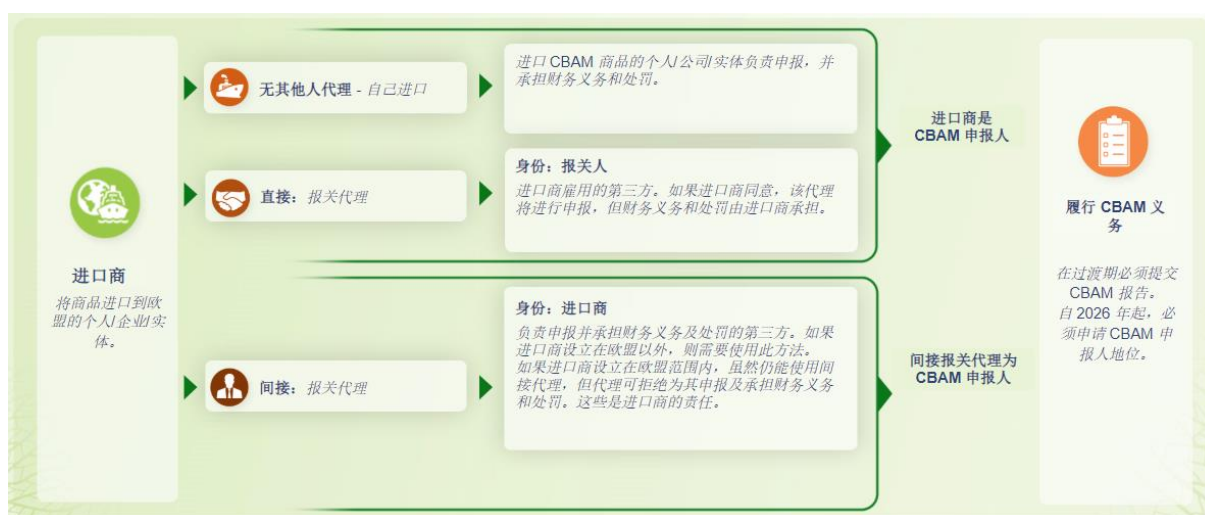 进口商
将商品进口到欧
盟的个人/企业/实
体。
无其他人代理 - 自己进口
进口 CBAM 商品的个人/公司/实体负责申报，并
承担财务义务和处罚。
直接：报关代理
身份：报关人
进口商雇用的第三方。如果进口商同意，该代理
将进行申报，但财务义务和处罚由进口商承担。
进口商是
CBAM 申报人
间接：报关代理
身份：进口商
负责申报并承担财务义务及处罚的第三方。如果
进口商设立在欧盟以外，则需要使用此方法。
如果进口商设立在欧盟范围内，虽然仍能使用间
接代理，但代理可拒绝为其申报及承担财务义务
和处罚。这些是进口商的责任。
间接报关代理为
CBAM 申报人
履行 CBAM 义
务
在过渡期必须提交
CBAM 报告。
自 2026 年起，必
须申请 CBAM 申
报人地位。